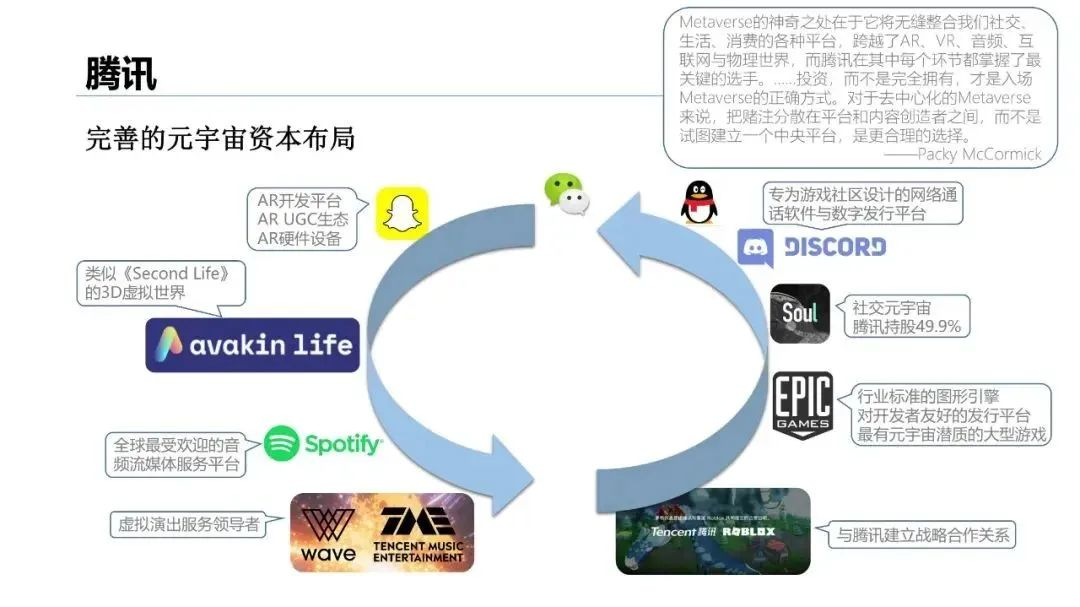 腾讯
完善的元宇宙资本布局
Metaverse的神奇之处在于它将无缝整合我们社交、
生活、消费的各种平台，跨越了AR、VR、音频、互
联网与物理世界，而腾讯在其中每个环节都掌握了最
关键的选手。......投资，而不是完全拥有，才是入场
Metaverse的正确方式。对于去中心化的Metaverse
来说，把赌注分散在平台和内容创造者之间，而不是
试图建立一个中央平台，是更合理的选择。
——Packy McCormick
AR开发平台
AR UGC生态
AR硬件设备
类似《Second Life》
的3D虚拟世界
avakin life
全球最受欢迎的音
频流媒体服务平台
Spotify
虚拟演出服务领导者
wave
TME
TENCENT MUSIC
ENTERTAINMENT
专为游戏社区设计的网络通
话软件与数字发行平台
DISCORD
Soul
社交元宇宙
腾讯持股49.9%
EPIC
GAMES
行业标准的图形引擎
对开发者友好的发行平台
最有元宇宙潜质的大型游戏
Tencent 腾讯 ROBLOX
与腾讯建立战略合作关系